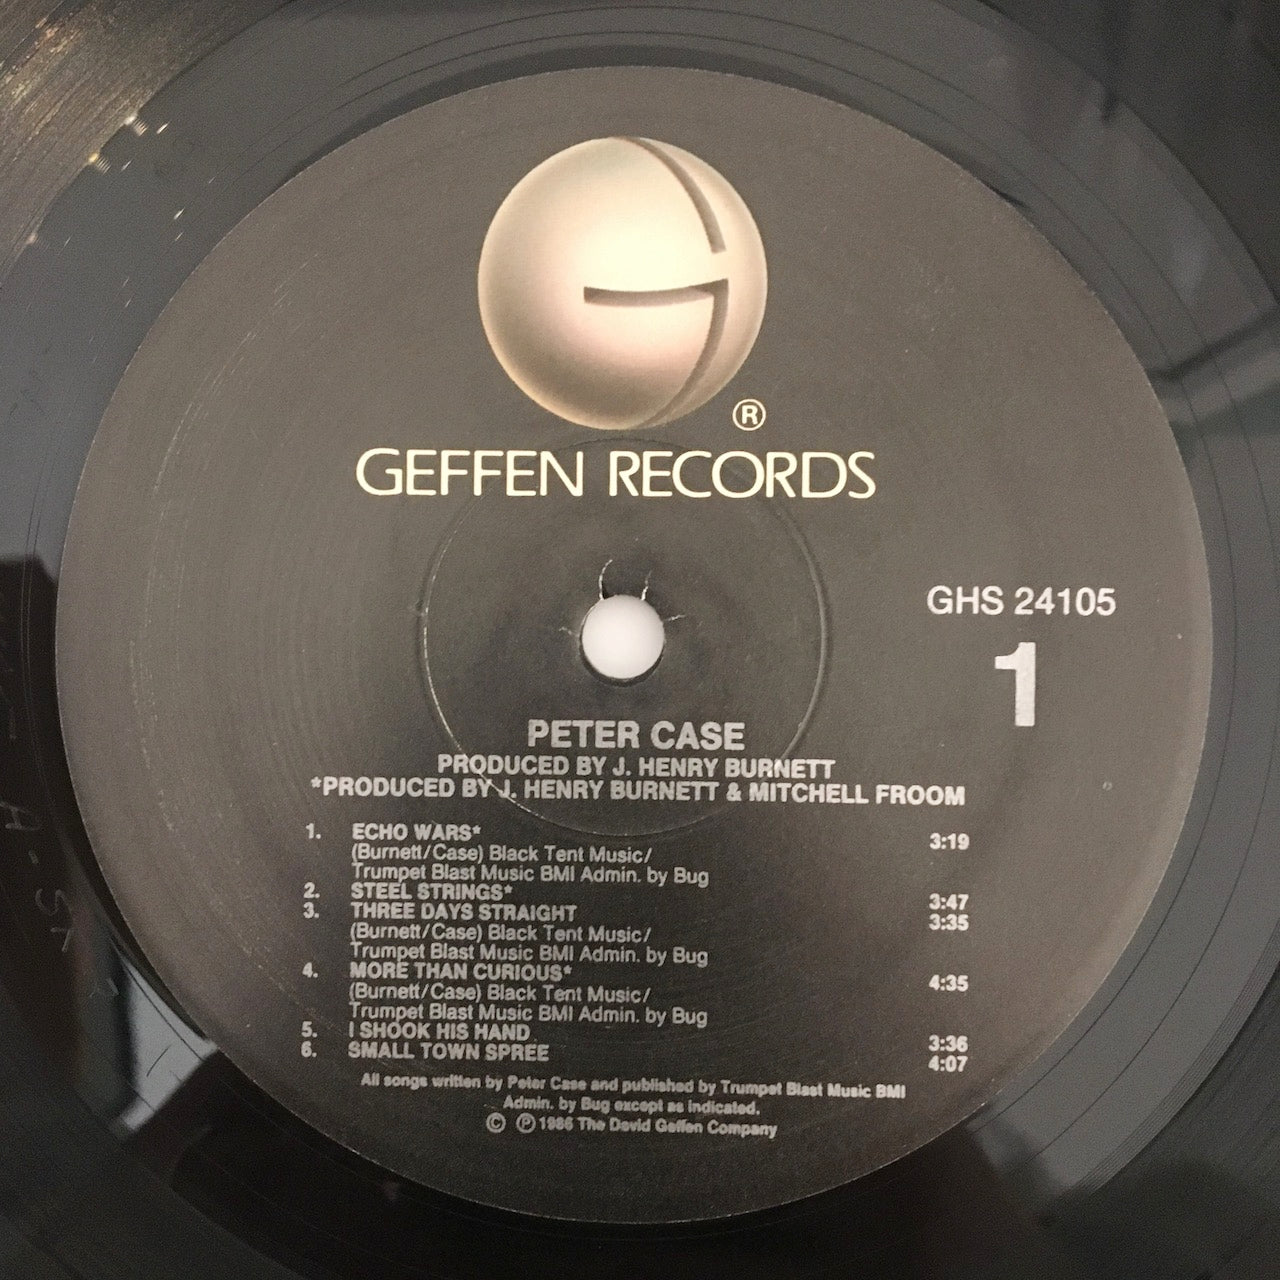 ®
GEFFEN RECORDS
GHS 24105
1
PETER CASE
PRODUCED BY J. HENRY BURNETT
*PRODUCED BY J. HENRY BURNETT & MITCHELL FROOM
1. ECHO WARS* 3:19
(Burnett/Case) Black Tent Music/
Trumpet Blast Music BMI Admin. by Bug
2. STEEL STRINGS* 3:47
3. THREE DAYS STRAIGHT 3:35
(Burnett/Case) Black Tent Music/
Trumpet Blast Music BMI Admin. by Bug
4. MORE THAN CURIOUS* 4:35
(Burnett/Case) Black Tent Music/
Trumpet Blast Music BMI Admin. by Bug
5. I SHOOK HIS HAND 3:36
6. SMALL TOWN SPREE 4:07
All songs written by Peter Case and published by Trumpet Blast Music BMI
Admin. by Bug except as indicated.
© ℗ 1986 The David Geffen Company